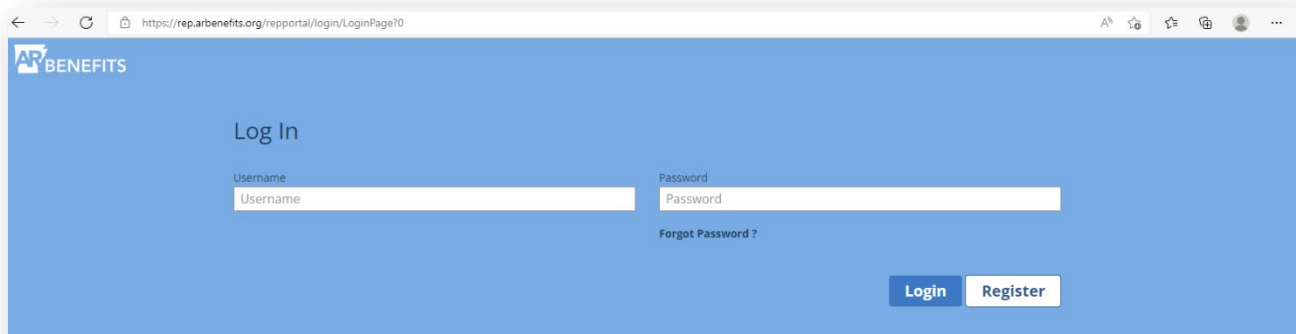 https://rep.arbenefits.org/repportal/login/LoginPage?0
AR BENEFITS
Log In
Username Password
Username Password
Forgot Password ?
Login Register